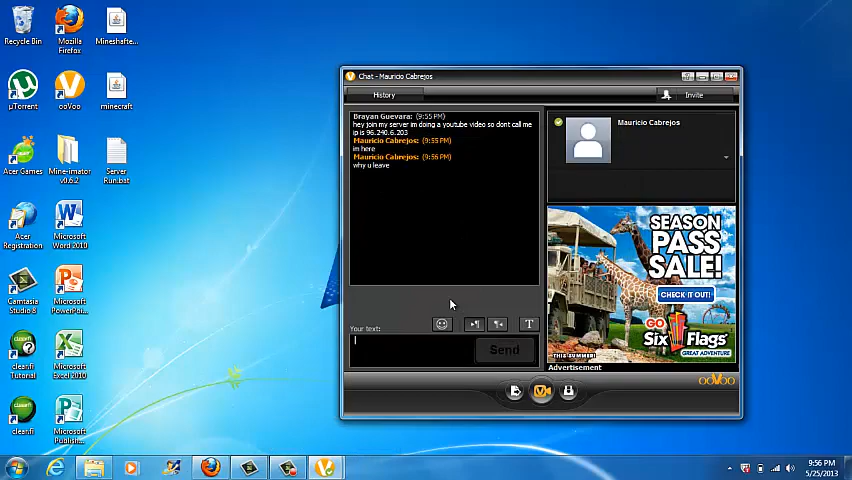 Recycle Bin
Mozilla
Firefox
Mineshafte...
µTorrent
ooVoo
minecraft
Acer Games
Mine-imator
v0.6.2
Server
Run.bat
Acer
Registration
Microsoft
Word 2010
Camtasia
Studio 8
Microsoft
PowerPoi...
clear.fi
Tutorial
Microsoft
Excel 2010
clear.fi
Microsoft
Publish...
Chat - Mauricio Cabrejos
History
Invite
Brayan Guevara: (9:55 PM)
hey join my server im doing a youtube video so dont call me
ip is 96.240.6.203
Mauricio Cabrejos: (9:55 PM)
im here
Mauricio Cabrejos: (9:56 PM)
why u leave
Your text:
T
Send
Mauricio Cabrejos
SEASON
PASS
SALE!
CHECK IT OUT!
GO
Six Flags
GREAT ADVENTURE
THIS SUMMER!
Advertisement
ooVoo
9:56 PM
5/25/2013